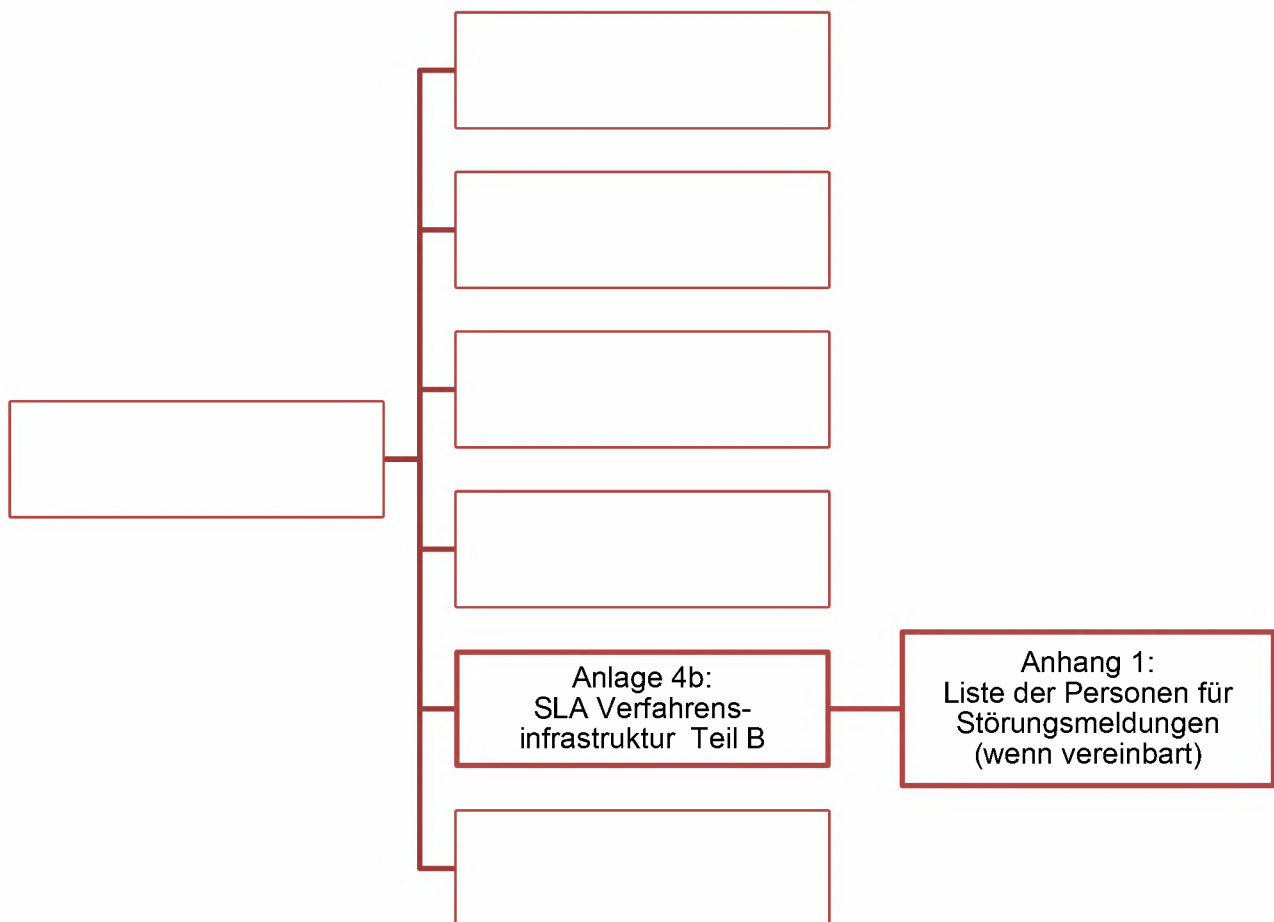 Anlage 4b:
SLA Verfahrens-
infrastruktur Teil B
Anhang 1:
Liste der Personen für
Störungsmeldungen
(wenn vereinbart)